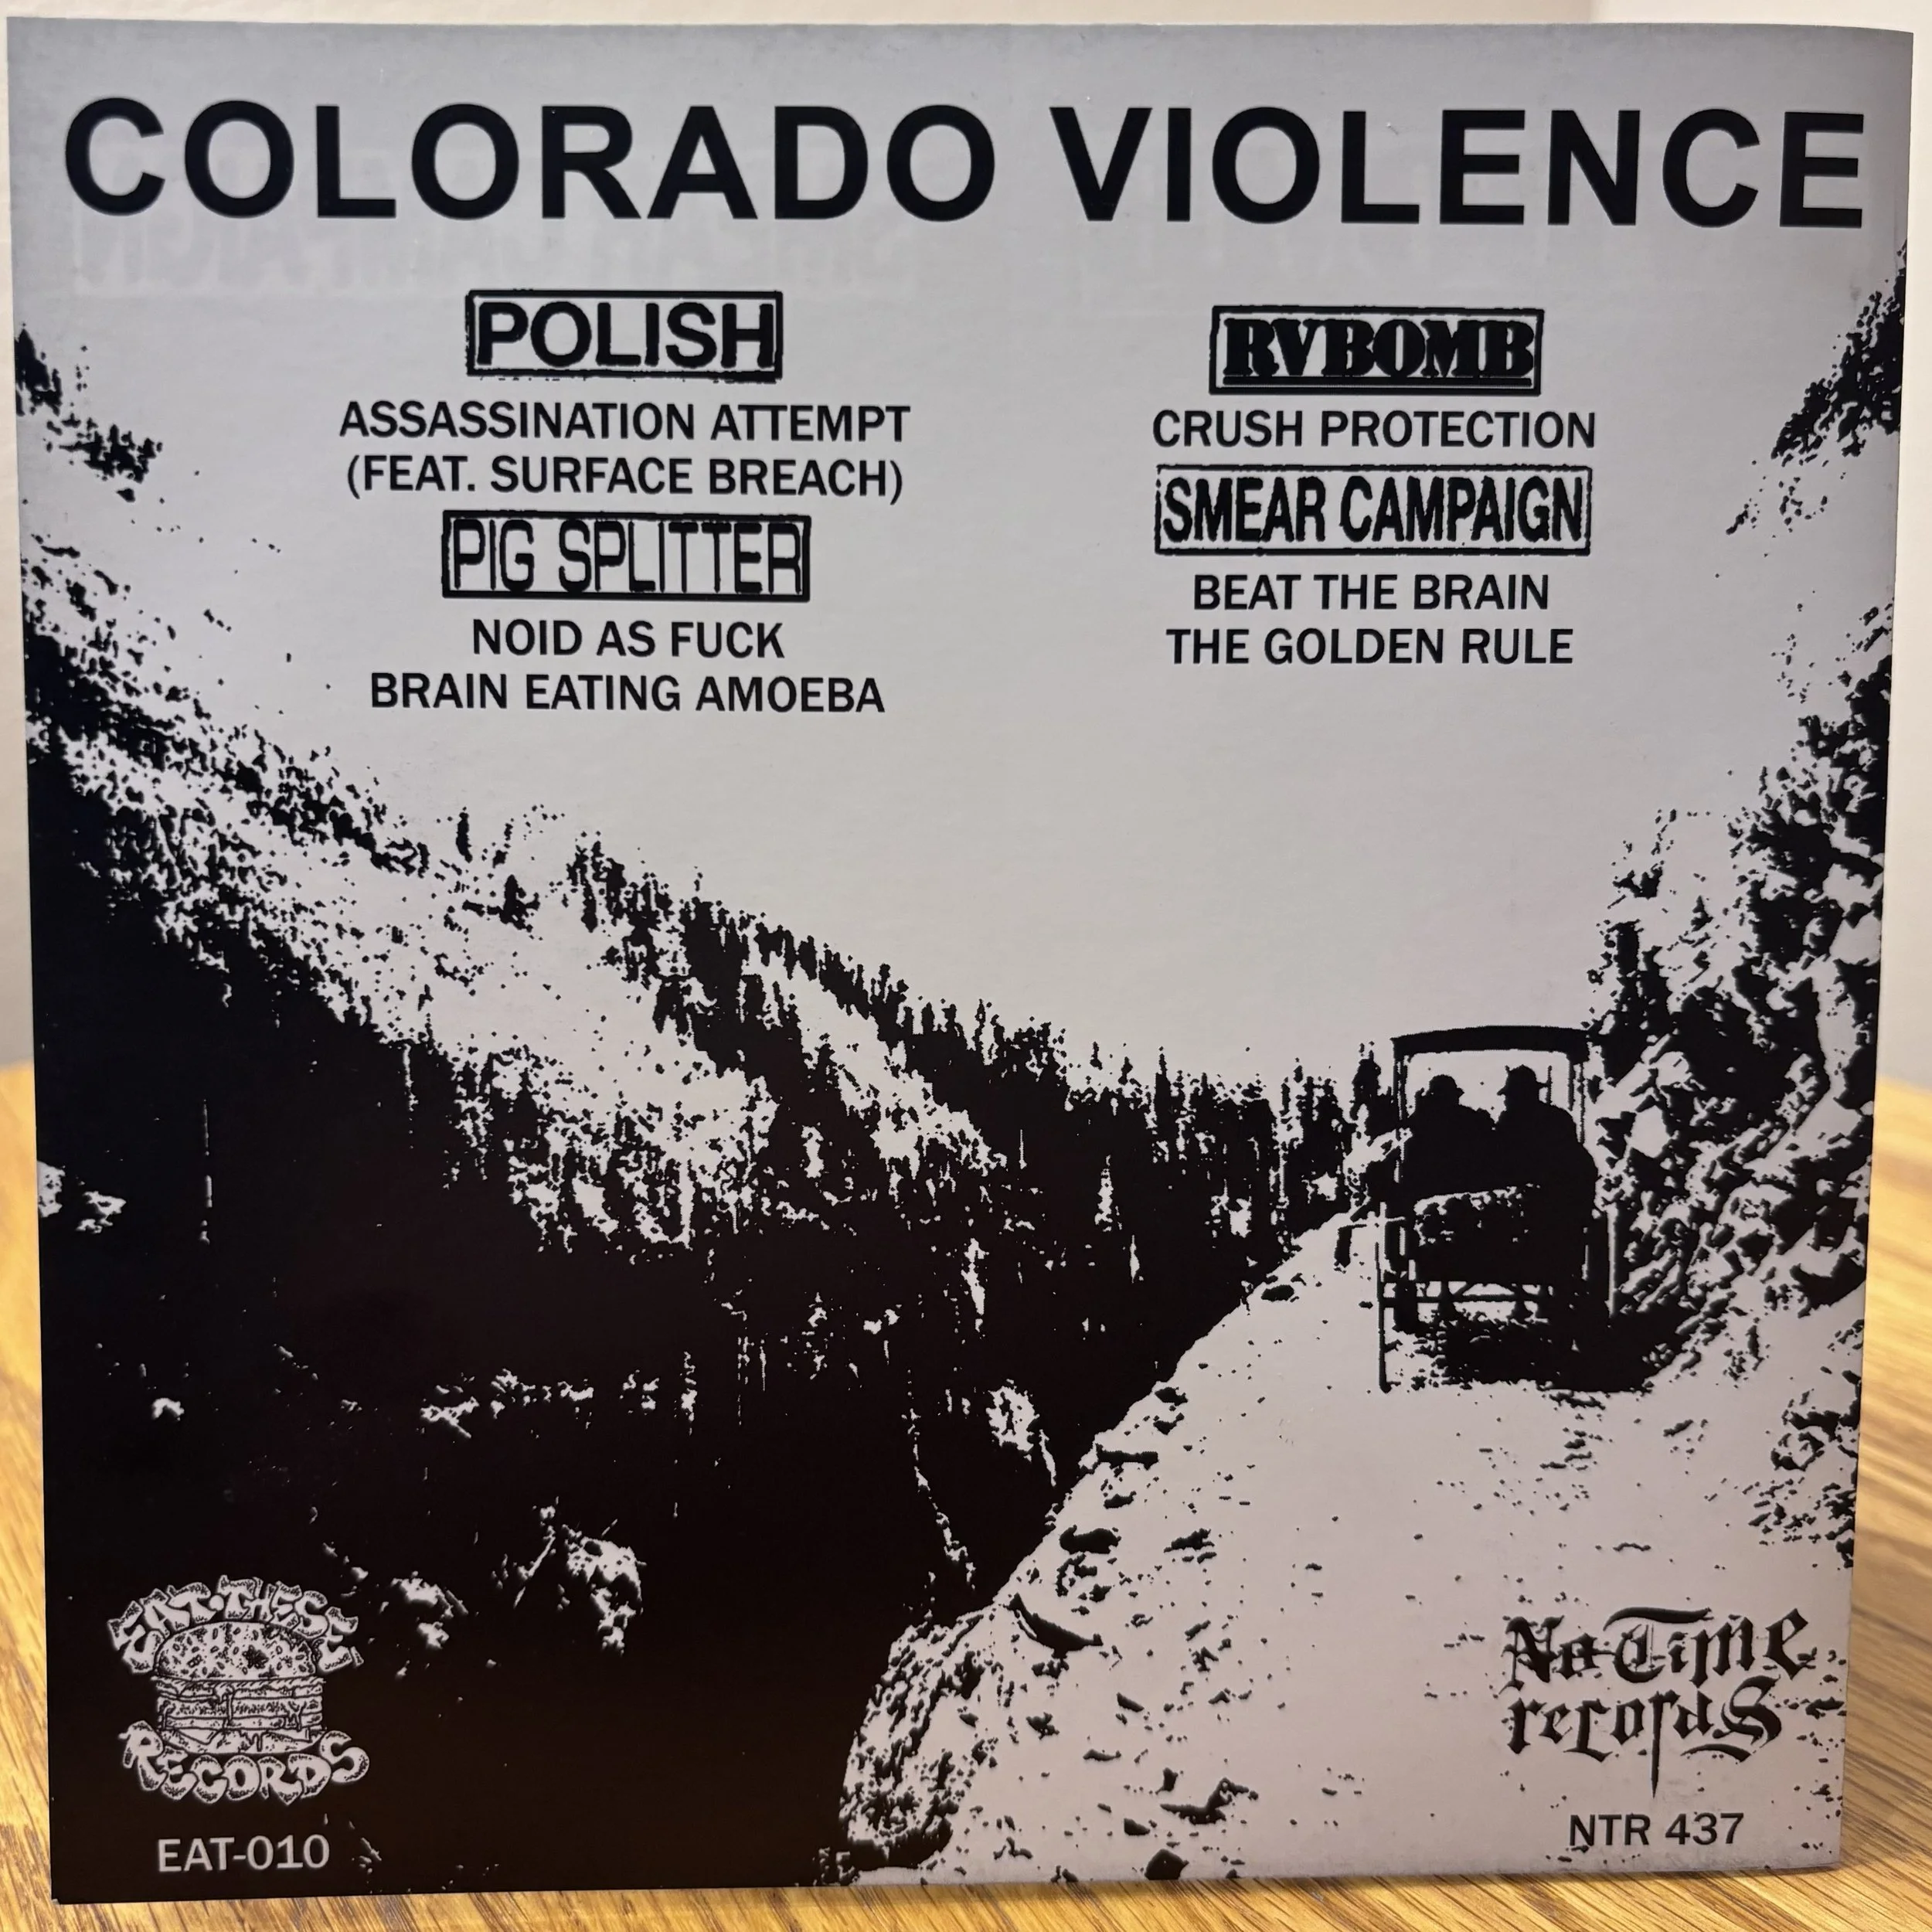 COLORADO VIOLENCE
POLISH
ASSASSINATION ATTEMPT
(FEAT. SURFACE BREACH)
PIG SPLITTER
NOID AS FUCK
BRAIN EATING AMOEBA
RVBOMB
CRUSH PROTECTION
SMEAR CAMPAIGN
BEAT THE BRAIN
THE GOLDEN RULE
EAT•THESE
RECORDS
EAT-010
No Time
records
NTR 437